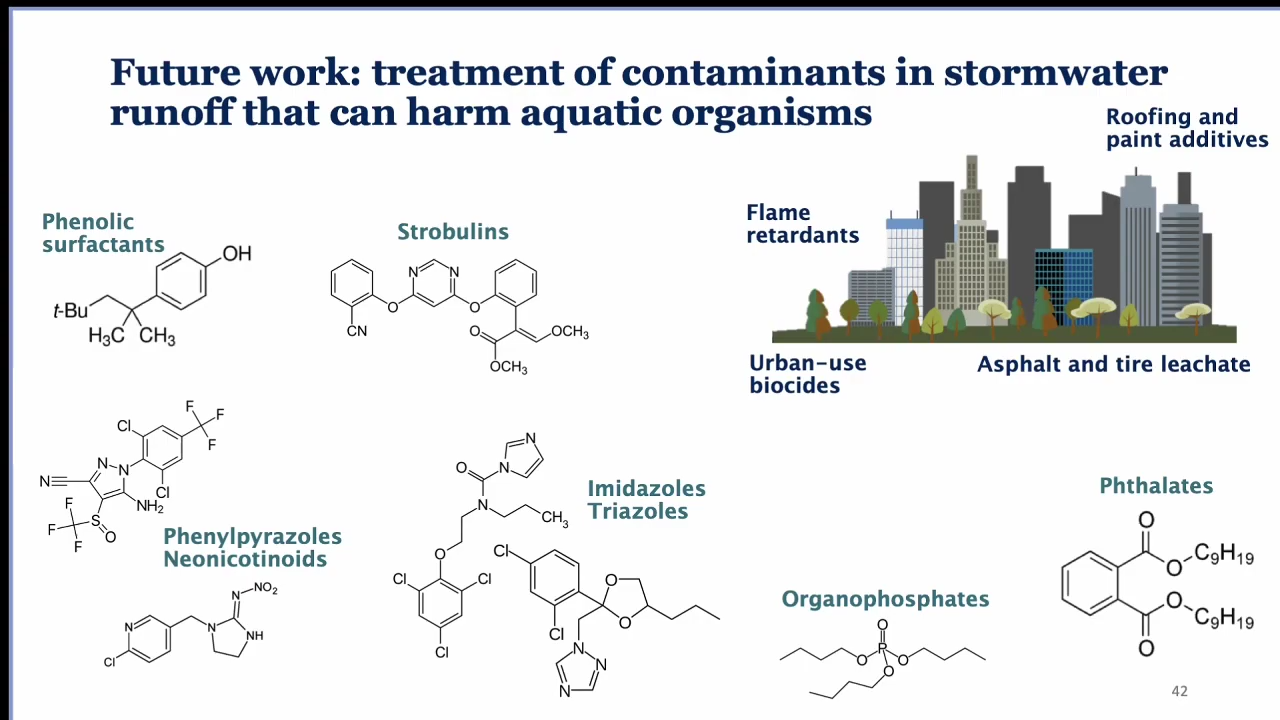 Future work: treatment of contaminants in stormwater
runoff that can harm aquatic organisms
Roofing and
paint additives
Flame
retardants
Urban-use
biocides
Asphalt and tire leachate
Phenolic
surfactants
OH
t-Bu
H₃C CH₃
Strobulins
N N
O O
CN
O OCH₃
OCH₃
F
F
Cl
F
N N
N
Cl
F NH₂
F S
O
F
Phenylpyrazoles
Neonicotinoids
NO₂
N
N N
NH
Cl
N
O N
N
CH₃
Imidazoles
Triazoles
O
Cl Cl
Cl
Cl
O
O
Cl
N
N
N
Organophosphates
O
P
O O
O
Phthalates
O
C₉H₁₉
O
O
C₉H₁₉
O
42